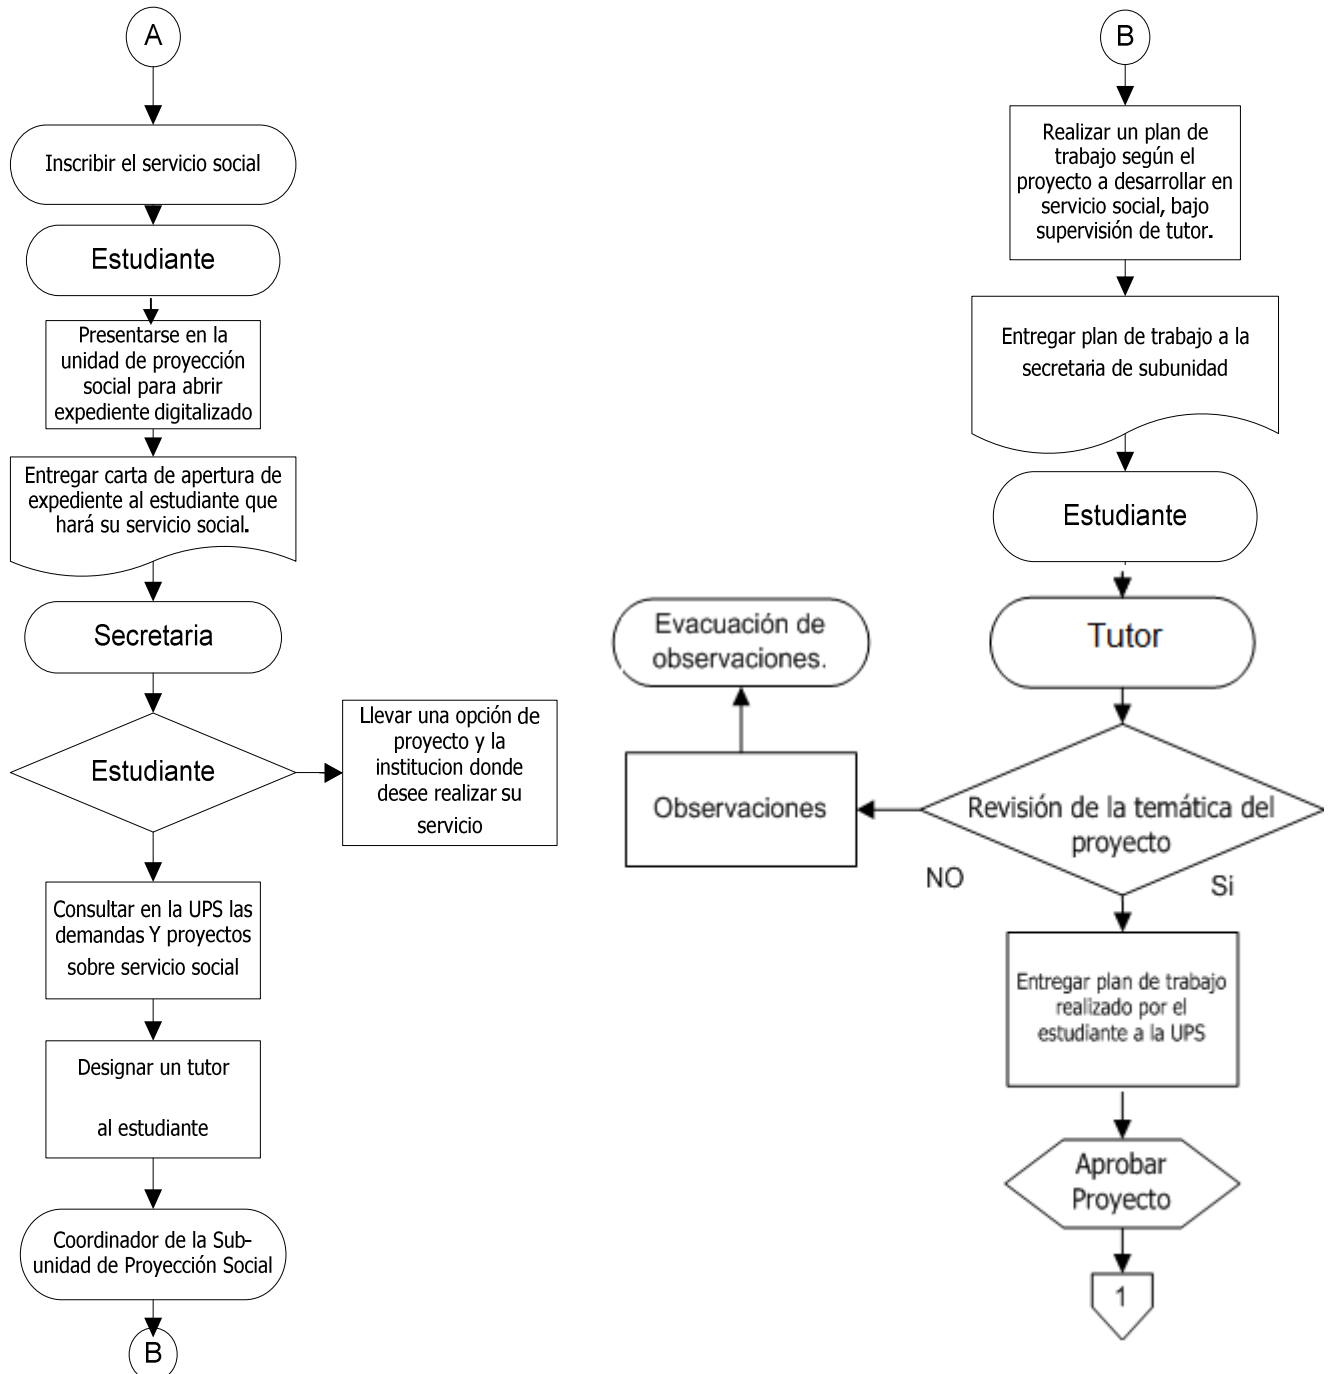 A
Inscribir el servicio social
Estudiante
Presentarse en la
unidad de proyección
social para abrir
expediente digitalizado
Entregar carta de apertura de
expediente al estudiante que
hará su servicio social.
Secretaria
Estudiante
Llevar una opción de
proyecto y la
institucion donde
desee realizar su
servicio
Consultar en la UPS las
demandas Y proyectos
sobre servicio social
Designar un tutor
al estudiante
Coordinador de la Sub-
unidad de Proyección Social
B
B
Realizar un plan de
trabajo según el
proyecto a desarrollar en
servicio social, bajo
supervisión de tutor.
Entregar plan de trabajo a la
secretaria de subunidad
Estudiante
Tutor
Revisión de la temática del
proyecto
NO
Si
Observaciones
Evacuación de
observaciones.
Entregar plan de trabajo
realizado por el
estudiante a la UPS
Aprobar
Proyecto
1